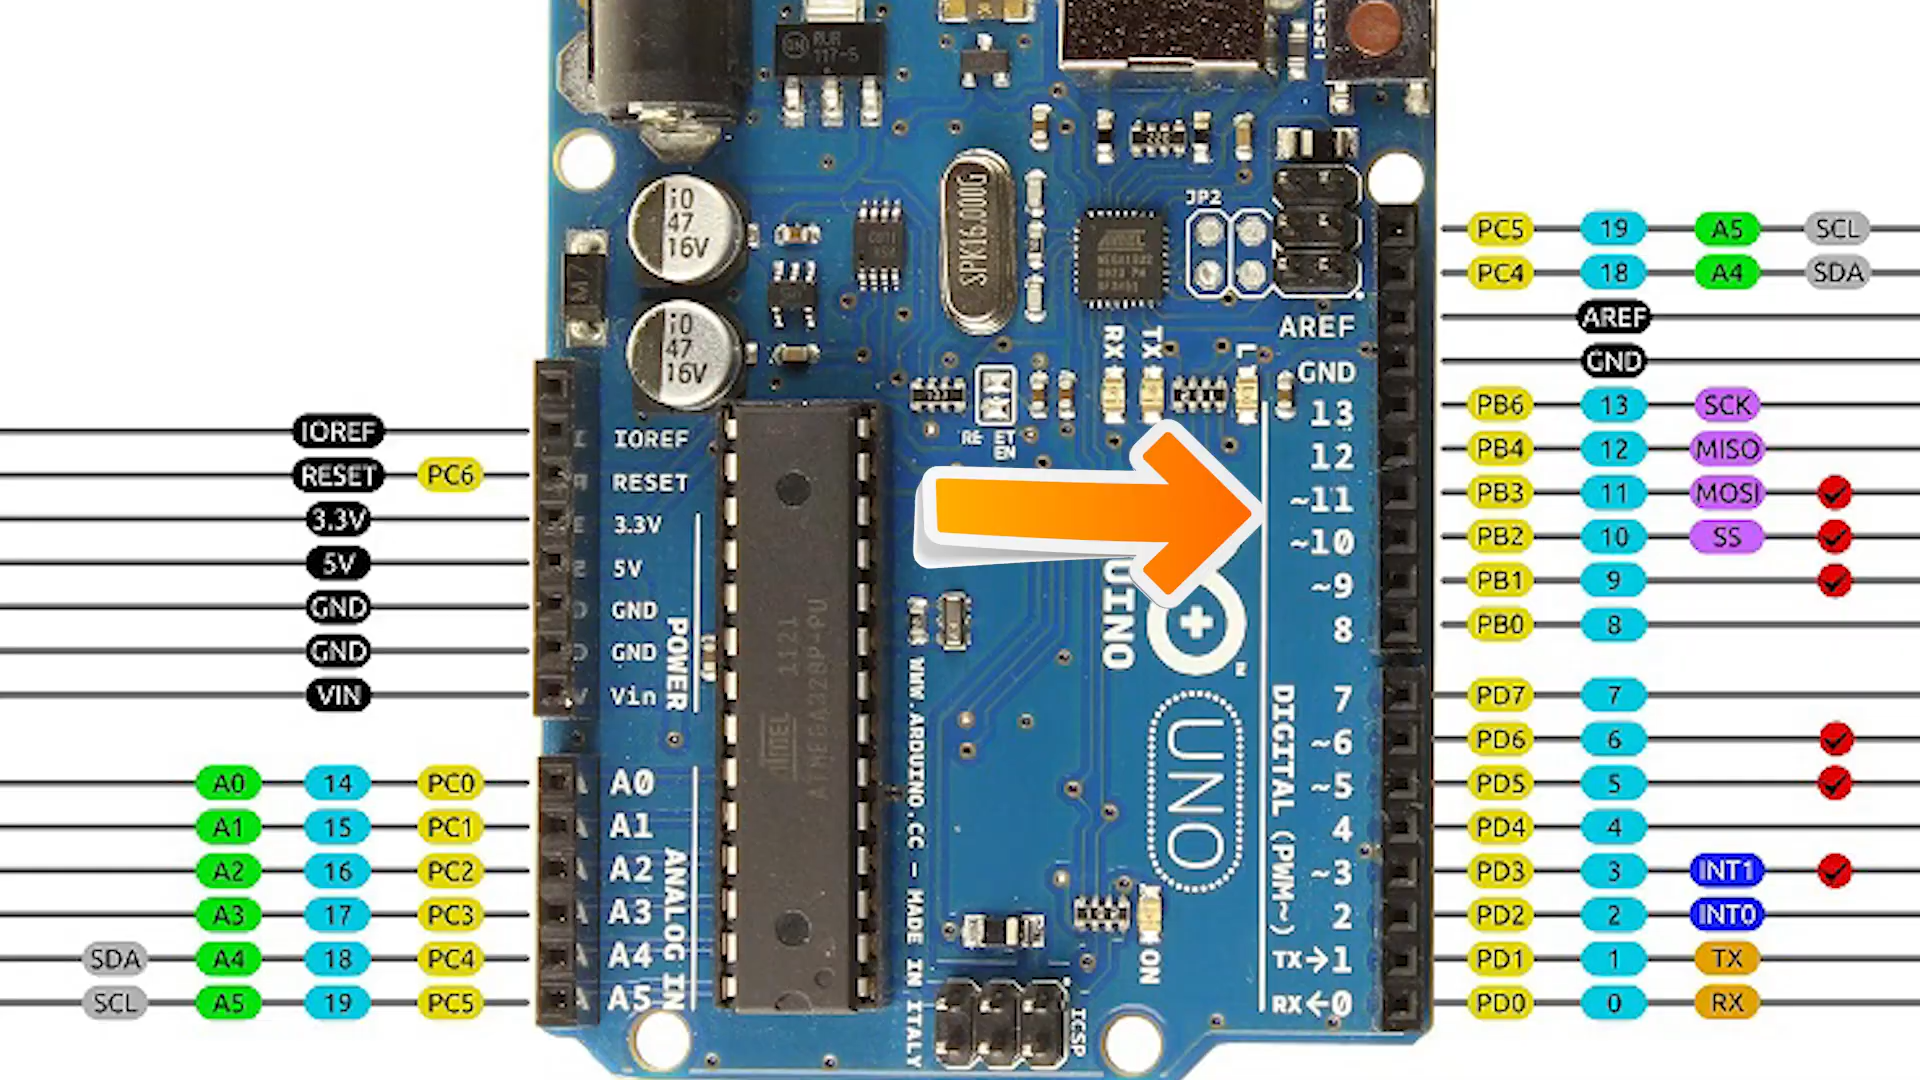 IOREF
RESET PC6
3.3V
5V
GND
GND
VIN
A0 14 PC0
A1 15 PC1
A2 16 PC2
A3 17 PC3
SDA A4 18 PC4
SCL A5 19 PC5
IOREF
RESET
3.3V
5V
GND
GND
Vin
POWER
A0
A1
A2
A3
A4
A5
ANALOG IN
47
16V
47
16V
SPK16.000G
ATMEL
ATMEGA328P-PU
1121
WWW.ARDUINO.CC – MADE IN ITALY
JP2
RX
TX
L
EN
UINO
UNO
ON
ICSP
AREF
GND
13
12
~11
~10
~9
8
7
~6
~5
4
~3
2
TX→1
RX←0
DIGITAL (PWM~)
PC5 19 A5 SCL
PC4 18 A4 SDA
AREF
GND
PB6 13 SCK
PB4 12 MISO
PB3 11 MOSI
PB2 10 SS
PB1 9
PB0 8
PD7 7
PD6 6
PD5 5
PD4 4
PD3 3 INT1
PD2 2 INT0
PD1 1 TX
PD0 0 RX